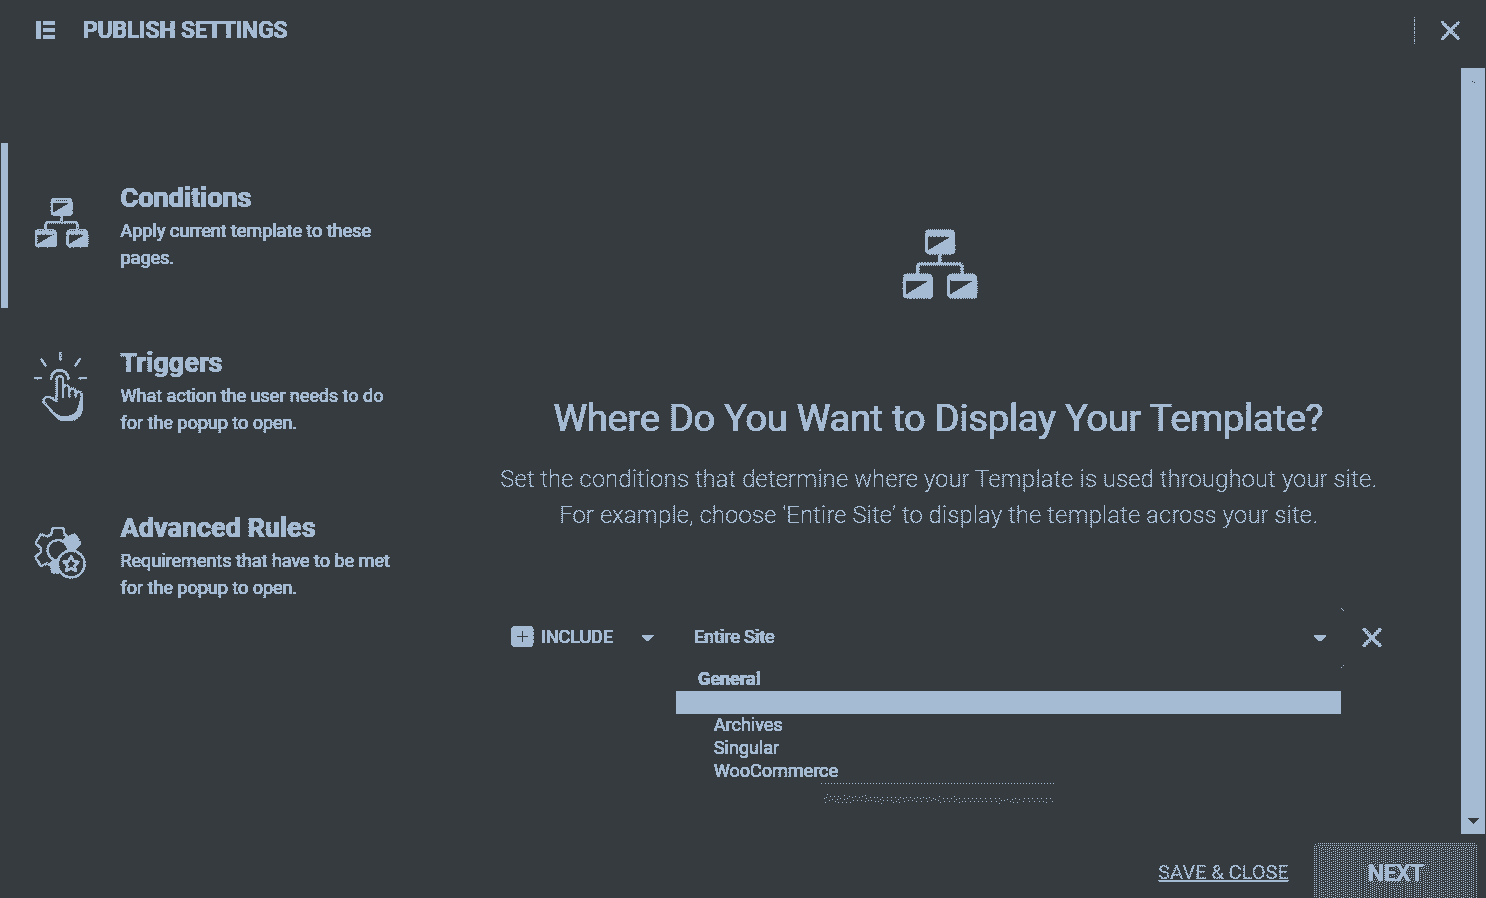 PUBLISH SETTINGS
Conditions
Apply current template to these
pages.
Triggers
What action the user needs to do
for the popup to open.
Advanced Rules
Requirements that have to be met
for the popup to open.
Where Do You Want to Display Your Template?
Set the conditions that determine where your Template is used throughout your site.
For example, choose ‘Entire Site’ to display the template across your site.
INCLUDE
Entire Site
General
Archives
Singular
WooCommerce
SAVE & CLOSE
NEXT